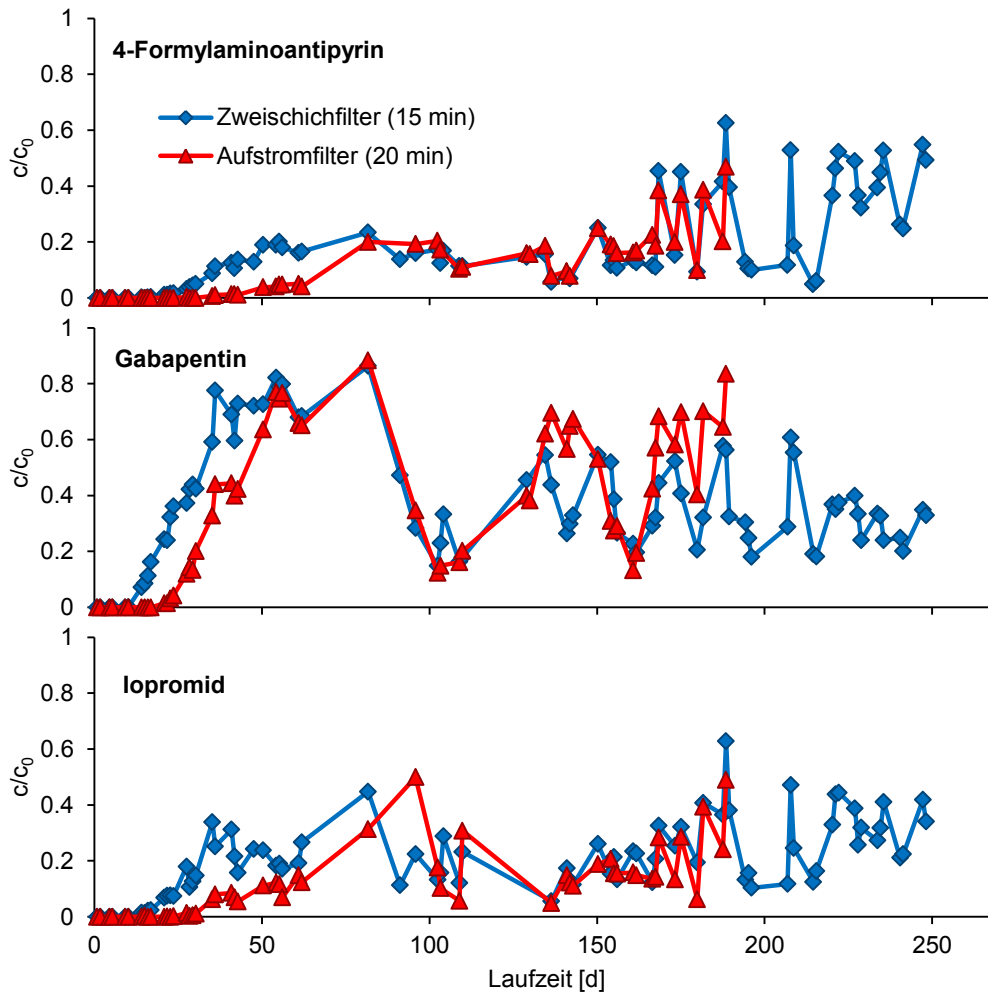 1
4-Formylaminoantipyrin
0.8
Zweischichfilter (15 min)
0.6
Aufstromfilter (20 min)
c/c0
0.4
0.2
0
1
Gabapentin
0.8
0.6
c/c0
0.4
0.2
0
1
Iopromid
0.8
0.6
c/c0
0.4
0.2
0
0 50 100 150 200 250
Laufzeit [d]